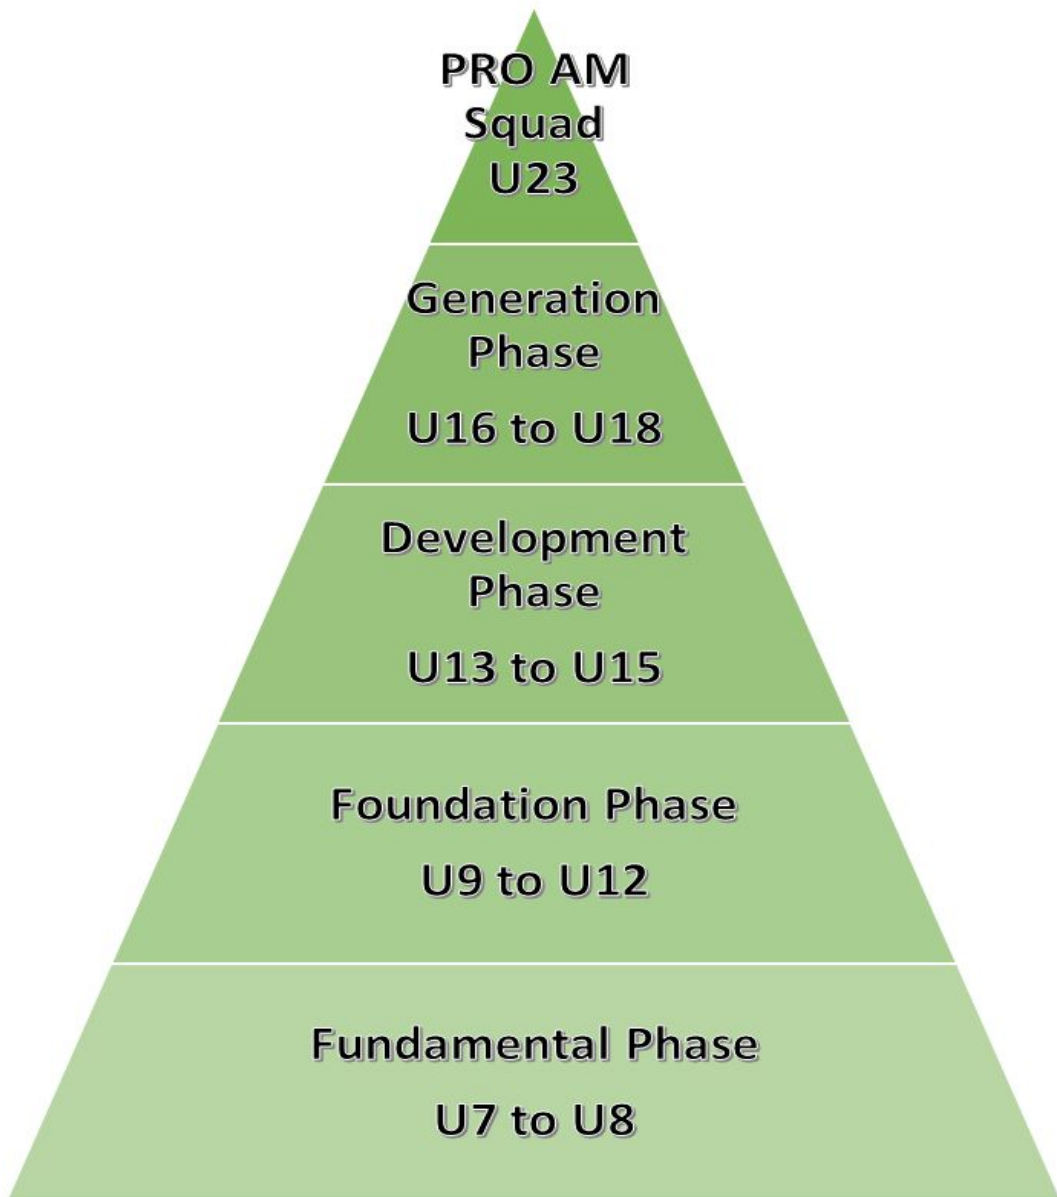 PRO AM
Squad
U23
Generation
Phase
U16 to U18
Development
Phase
U13 to U15
Foundation Phase
U9 to U12
Fundamental Phase
U7 to U8